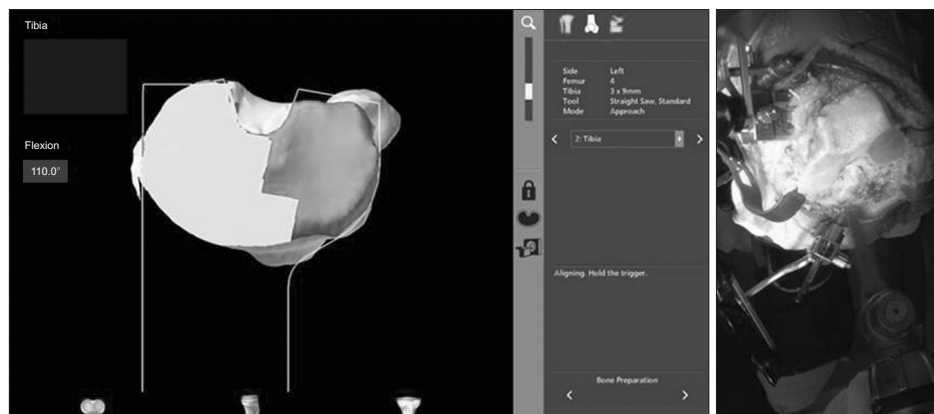 Tibia
Flexion
110.0°
Side Left
Femur 4
Tibia 3 x 9mm
Tool Straight Saw, Standard
Mode Approach
2: Tibia
Aligning. Hold the trigger.
Bone Preparation